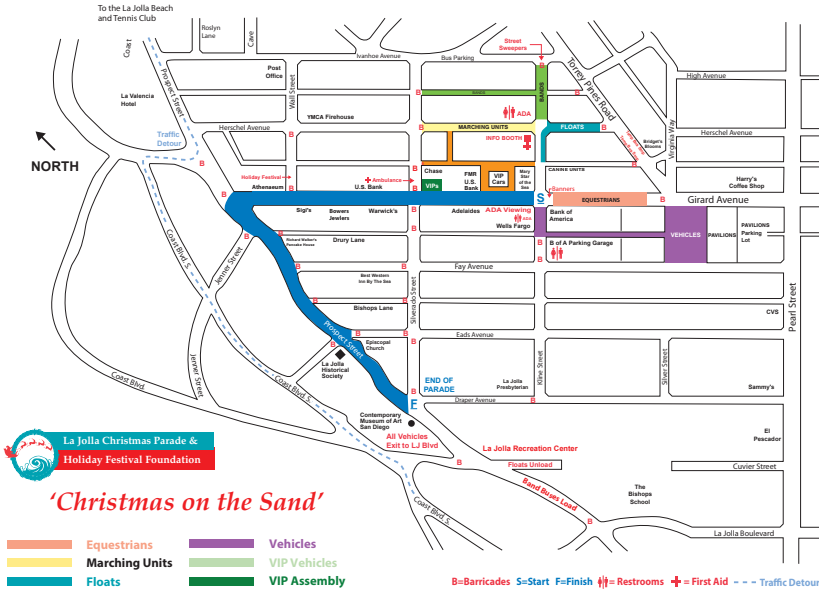 To the La Jolla Beach
and Tennis Club
Coast
Roslyn
Lane
Cave
Prospect Street
Ivanhoe Avenue
Bus Parking
Street
Sweepers
B
Torrey Pines Road
High Avenue
Post
Office
Wall Street
La Valencia
Hotel
B
BANDS
BANDS
B
ADA
YMCA Firehouse
Herschel Avenue
B
B
MARCHING UNITS
FLOATS
B
Virginia Way
Herschel Avenue
Bridget's
Blooms
INFO BOOTH
Traffic
Detour
B
NORTH
B
Holiday Festival
B
Ambulance
B
Chase
FMR
U.S.
Bank
VIP
Cars
Mary
Star
of the
Sea
CANINE UNITS
Harry's
Coffee Shop
Athenaeum
U.S. Bank
B
VIPs
Banners
S
EQUESTRIANS
B
Girard Avenue
Sigi's
Bowers
Jewlers
Warwick's
B
Adelaides
ADA Viewing
ADA
Wells Fargo
Bank of
America
VEHICLES
PAVILIONS
PAVILIONS
Parking
Lot
B
Drury Lane
B
B
B of A Parking Garage
B
Coast Blvd. S.
Jenner Street
B
B
Fay Avenue
Best Western
Inn By The Sea
Silverado Street
Pearl Street
B
B
Bishops Lane
CVS
Prospect Street
B
B
Eads Avenue
B
Episcopal
Church
B
Kline Street
Silver Street
La Jolla
Historical
Society
Jenner Street
Coast Blvd.
Coast Blvd. S.
END OF
PARADE
B
La Jolla
Presbyterian
Sammy's
F
Draper Avenue
B
Contemporary
Museum of Art
San Diego
All Vehicles
Exit to LJ Blvd
El
Pescador
La Jolla Recreation Center
B
Floats Unload
Cuvier Street
Band Buses Load
The
Bishops
School
Coast Blvd. S.
B
La Jolla Boulevard
La Jolla Christmas Parade &
Holiday Festival Foundation
'Christmas on the Sand'
Equestrians
Vehicles
Marching Units
VIP Vehicles
Floats
VIP Assembly
B=Barricades S=Start F=Finish = Restrooms = First Aid Traffic Detour